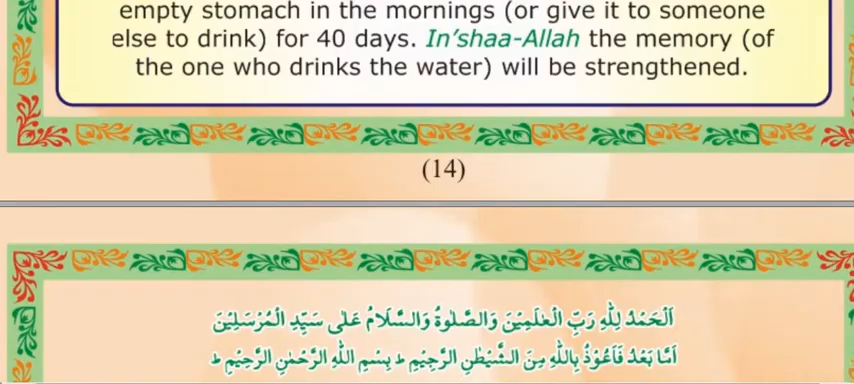 empty stomach in the mornings (or give it to someone
else to drink) for 40 days. In’shaa-Allah the memory (of
the one who drinks the water) will be strengthened.
(14)
اَلْحَمْدُ لِلّٰهِ رَبِّ الْعٰلَمِيْنَ وَالصَّلٰوةُ وَالسَّلَامُ عَلٰى سَيِّدِ الْمُرْسَلِيْنَ
اَمَّا بَعْدُ فَاَعُوْذُ بِاللّٰهِ مِنَ الشَّيْطٰنِ الرَّجِيْمِ ط بِسْمِ اللّٰهِ الرَّحْمٰنِ الرَّحِيْمِ ط